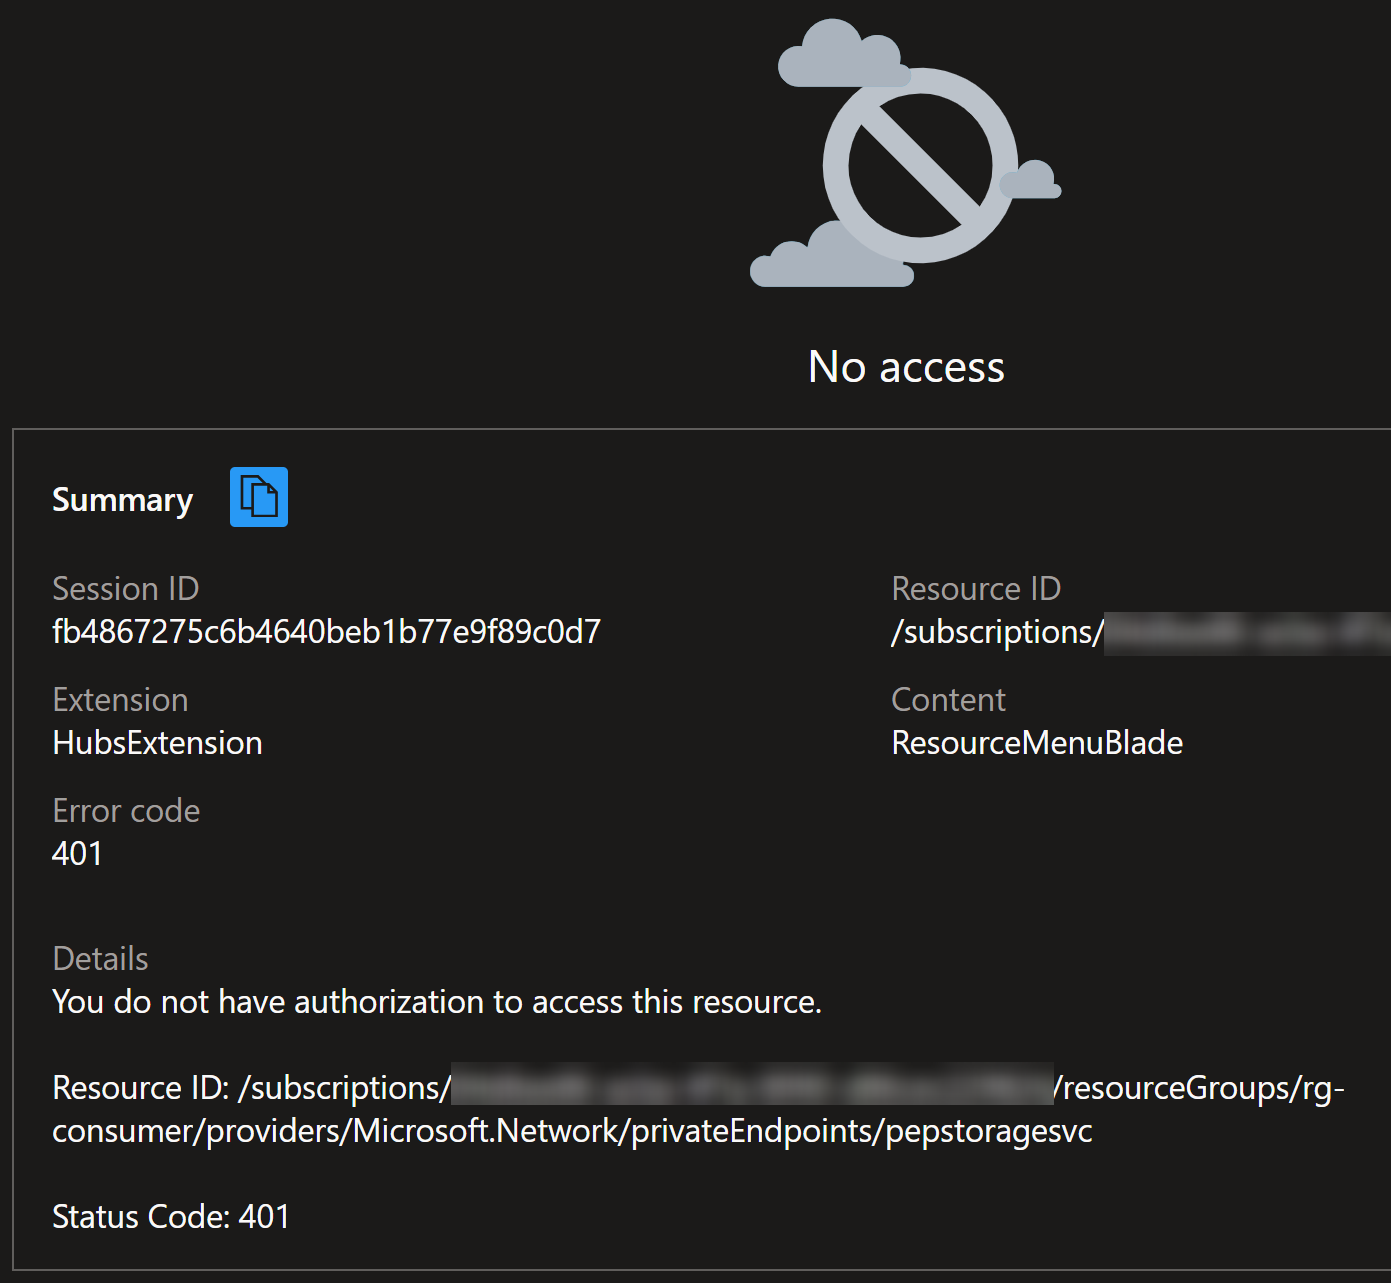 No access
Summary
Session ID
fb4867275c6b4640beb1b77e9f89c0d7
Resource ID
/subscriptions/
Extension
HubsExtension
Content
ResourceMenuBlade
Error code
401
Details
You do not have authorization to access this resource.
Resource ID: /subscriptions/ /resourceGroups/rg-
consumer/providers/Microsoft.Network/privateEndpoints/pepstoragesvc
Status Code: 401